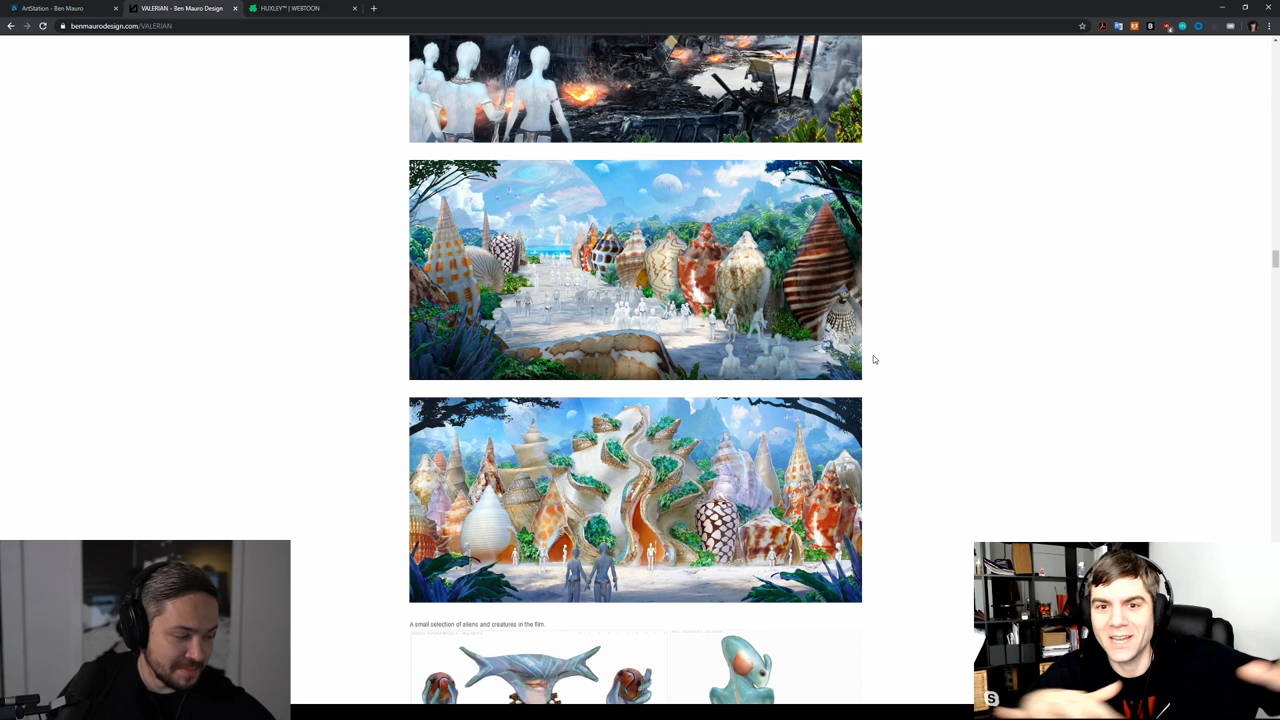 ArtStation - Ben Mauro
VALERIAN - Ben Mauro Design
HUXLEY™ | WEBTOON
benmaurodesign.com/VALERIAN
A small selection of aliens and creatures in the film.